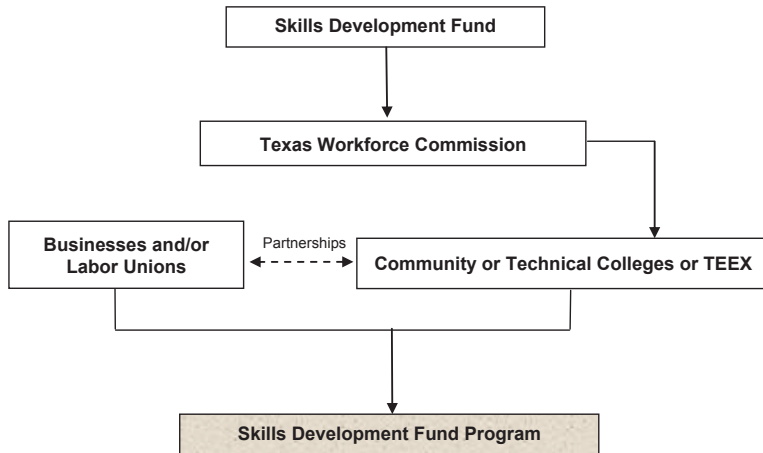 Skills Development Fund
Texas Workforce Commission
Businesses and/or
Labor Unions
Partnerships
Community or Technical Colleges or TEEX
Skills Development Fund Program